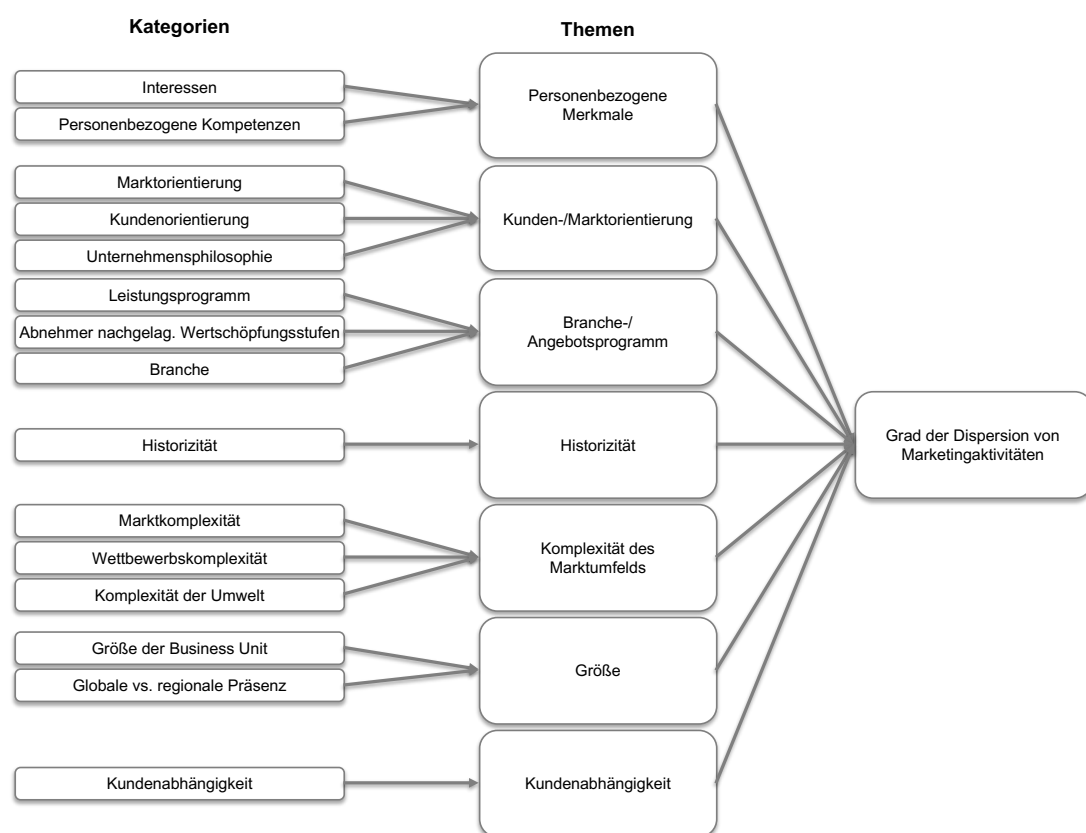 Kategorien
Themen
Interessen
Personenbezogene Kompetenzen
Personenbezogene
Merkmale
Marktorientierung
Kundenorientierung
Unternehmensphilosophie
Kunden-/Marktorientierung
Leistungsprogramm
Abnehmer nachgelag. Wertschöpfungsstufen
Branche
Branche-/
Angebotsprogramm
Historizität
Historizität
Grad der Dispersion von
Marketingaktivitäten
Marktkomplexität
Wettbewerbskomplexität
Komplexität der Umwelt
Komplexität des
Marktumfelds
Größe der Business Unit
Globale vs. regionale Präsenz
Größe
Kundenabhängigkeit
Kundenabhängigkeit